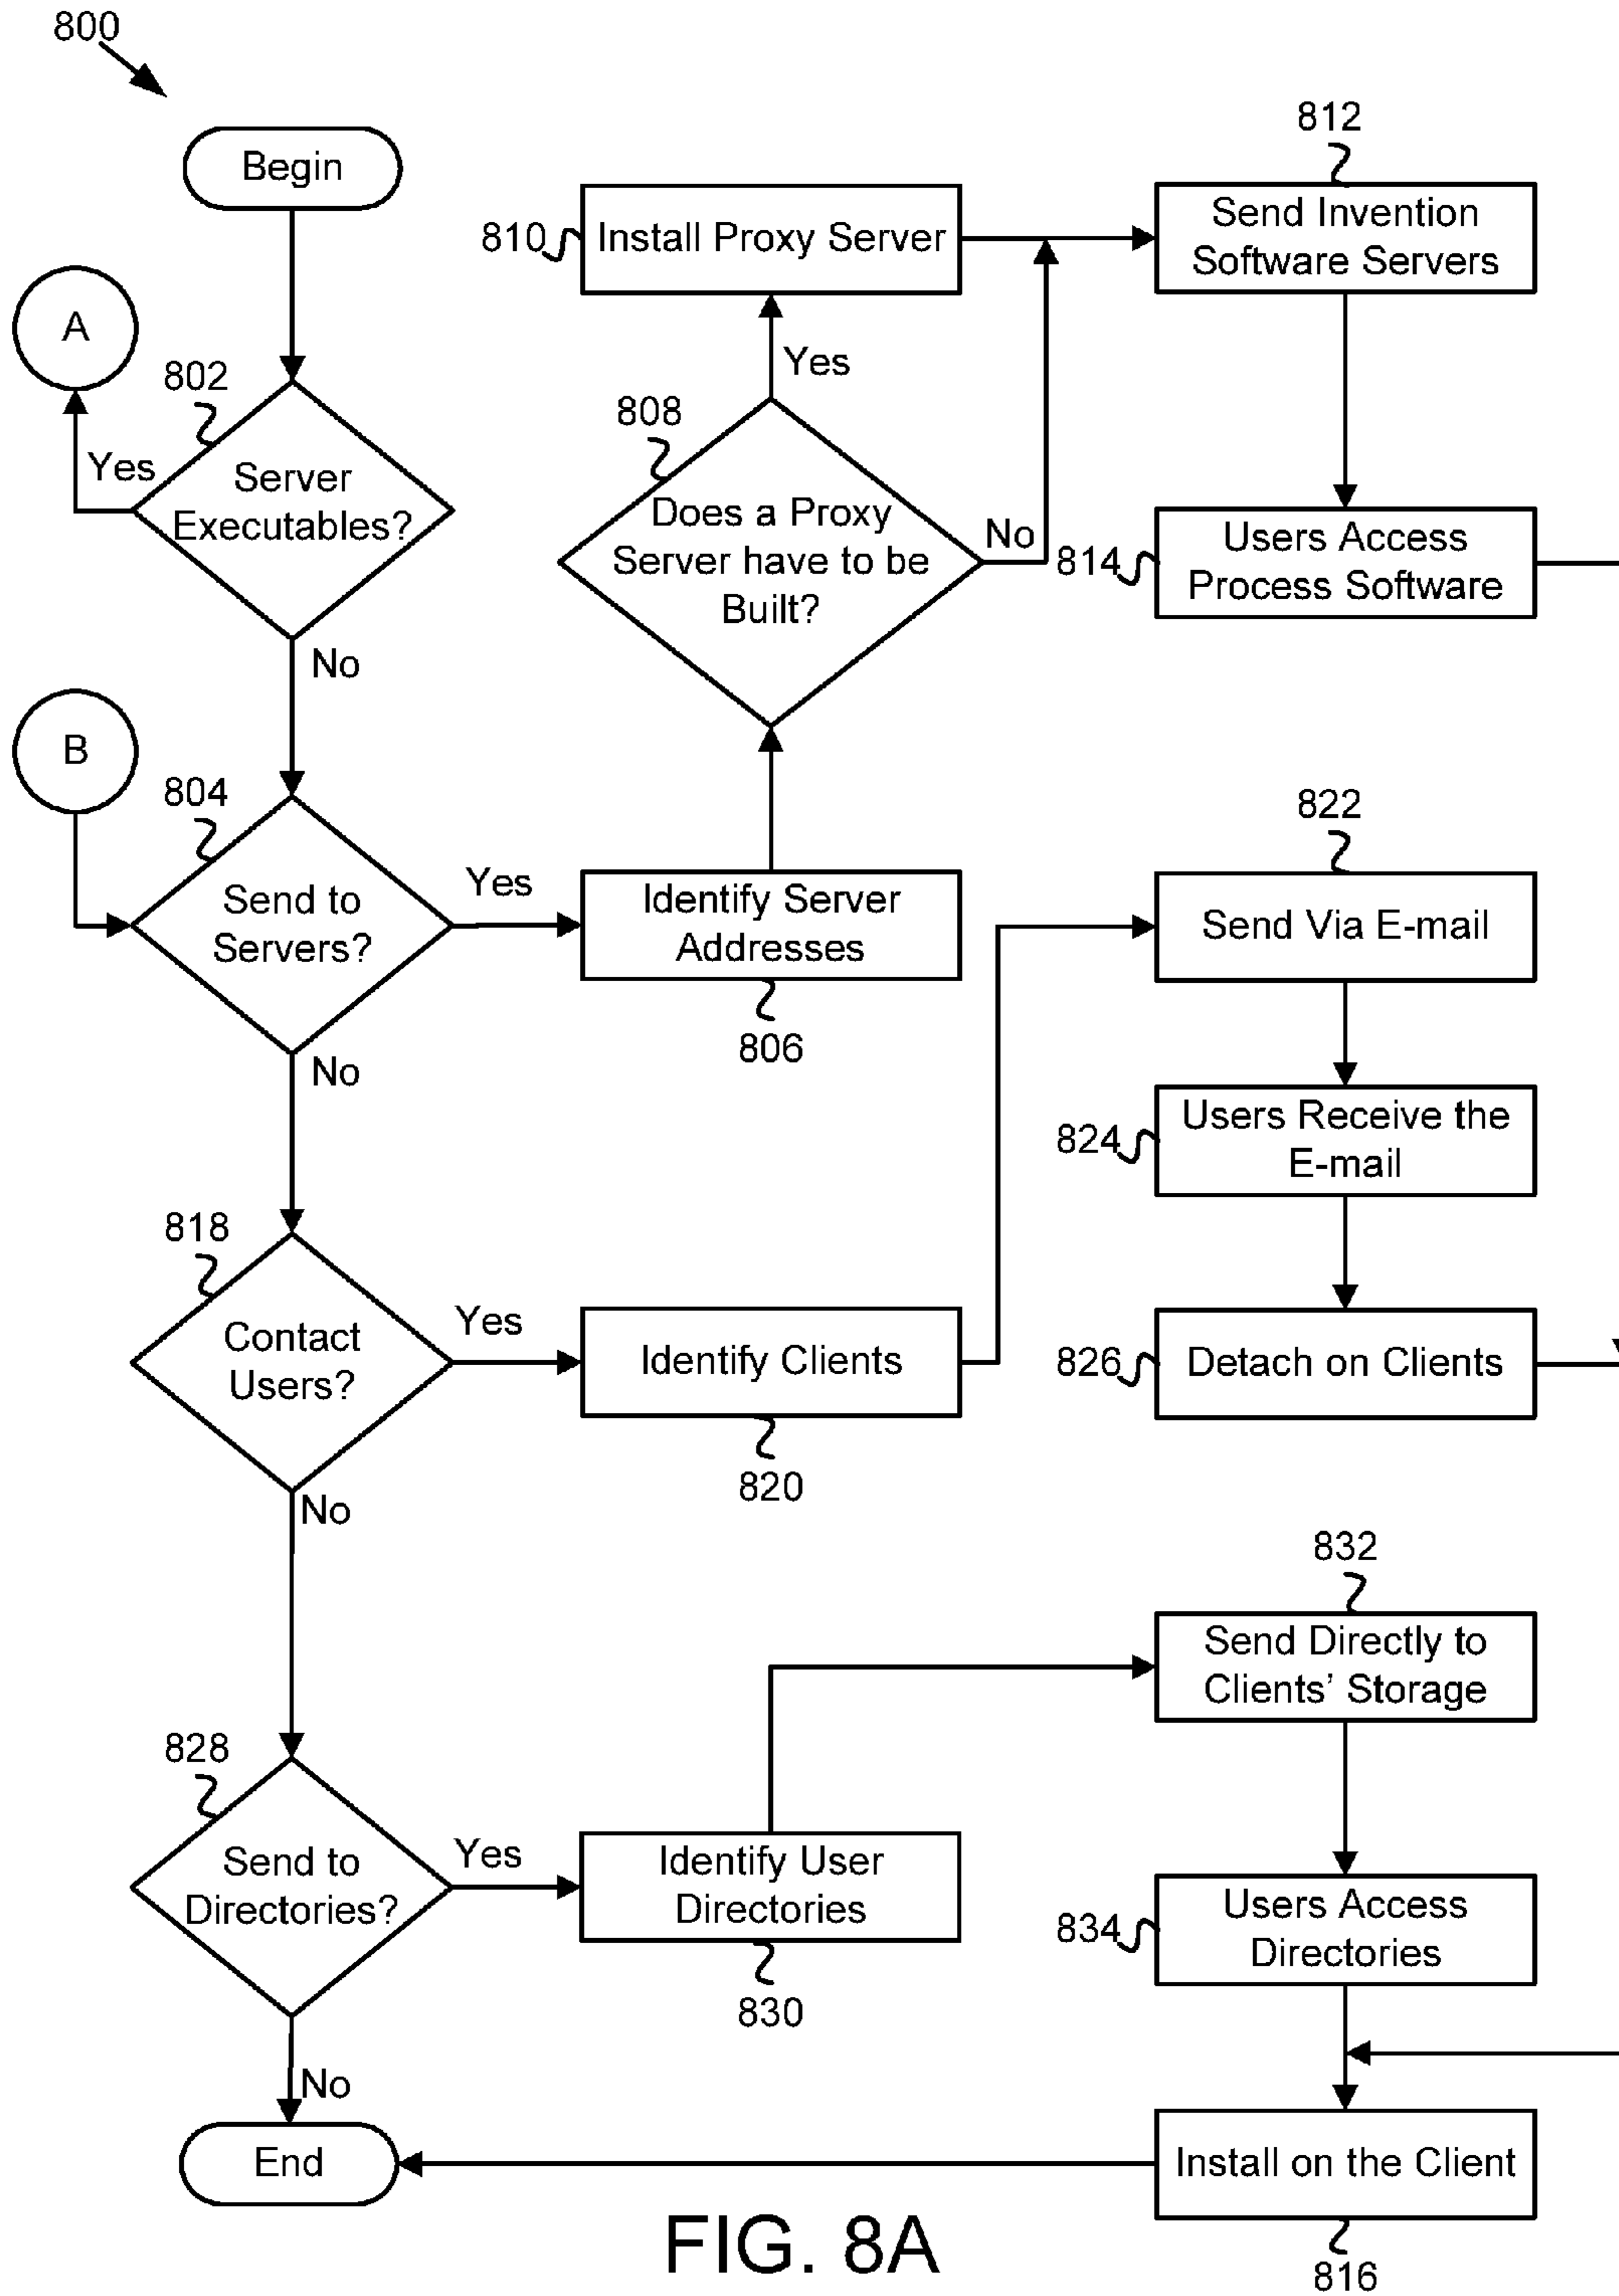 800
Begin
A
802
Yes
Server
Executables?
No
B
804
Send to
Servers?
Yes
Identify Server
Addresses
806
No
808
Does a Proxy
Server have to be
Built?
Yes
No
810
Install Proxy Server
812
Send Invention
Software Servers
814
Users Access
Process Software
818
Contact
Users?
Yes
Identify Clients
820
No
822
Send Via E-mail
824
Users Receive the
E-mail
826
Detach on Clients
828
Send to
Directories?
Yes
Identify User
Directories
830
No
832
Send Directly to
Clients' Storage
834
Users Access
Directories
End
Install on the Client
816
FIG. 8A